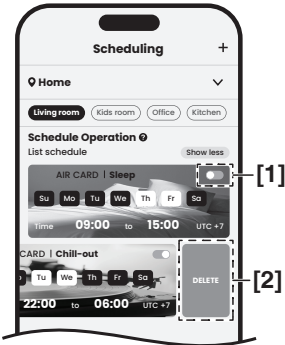 Scheduling +
Home
Living room Kids room Office Kitchen
Schedule Operation ?
List schedule Show less
AIR CARD | Sleep
[1]
Su Mo Tu We Th Fr Sa
Time 09:00 to 15:00 UTC +7
CARD | Chill-out
Tu We Th Fr Sa
DELETE
[2]
22:00 to 06:00 UTC +7